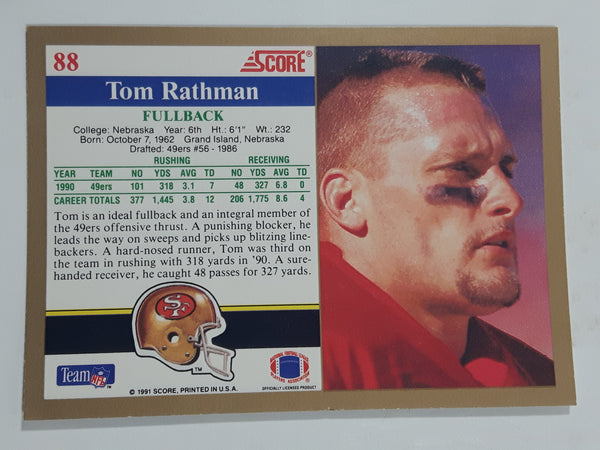 88
SCORE®
Tom Rathman
FULLBACK
College: Nebraska Year: 6th Ht.: 6'1" Wt.: 232
Born: October 7, 1962 Grand Island, Nebraska
Drafted: 49ers #56 - 1986
RUSHING RECEIVING
YEAR TEAM NO YDS AVG TD NO YDS AVG TD
1990 49ers 101 318 3.1 7 48 327 6.8 0
CAREER TOTALS 377 1,445 3.8 12 206 1,775 8.6 4
Tom is an ideal fullback and an integral member of
the 49ers offensive thrust. A punishing blocker, he
leads the way on sweeps and picks up blitzing line-
backers. A hard-nosed runner, Tom was third on
the team in rushing with 318 yards in '90. A sure-
handed receiver, he caught 48 passes for 327 yards.
SF
TM
Team NFL
© 1991 SCORE, PRINTED IN U.S.A.
OFFICIALLY LICENSED PRODUCT